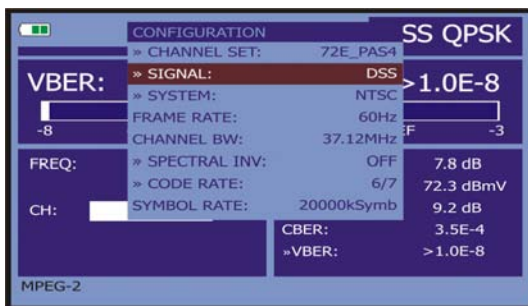 CONFIGURATION
SS QPSK
» CHANNEL SET: 72E_PAS4
» SIGNAL: DSS
VBER: >1.0E-8
» SYSTEM: NTSC
FRAME RATE: 60Hz
-8 EF -3
CHANNEL BW: 37.12MHz
FREQ: » SPECTRAL INV: OFF 7.8 dB
» CODE RATE: 6/7 72.3 dBmV
CH: SYMBOL RATE: 20000kSymb 9.2 dB
CBER: 3.5E-4
»VBER: >1.0E-8
MPEG-2